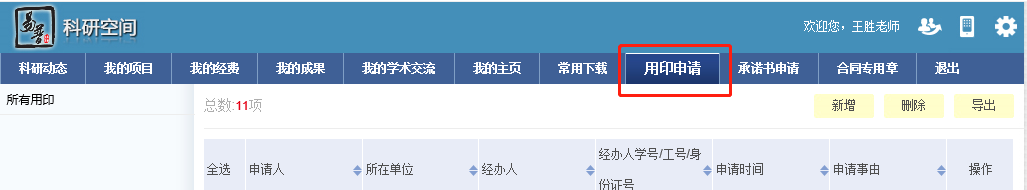 易普 科研空间
欢迎您，王胜老师
科研动态 我的项目 我的经费 我的成果 我的学术交流 我的主页 常用下载 用印申请 承诺书申请 合同专用章 退出
所有用印
总数:11项 新增 删除 导出
全选 申请人 所在单位 经办人 经办人学号/工号/身份证号 申请时间 申请事由 操作